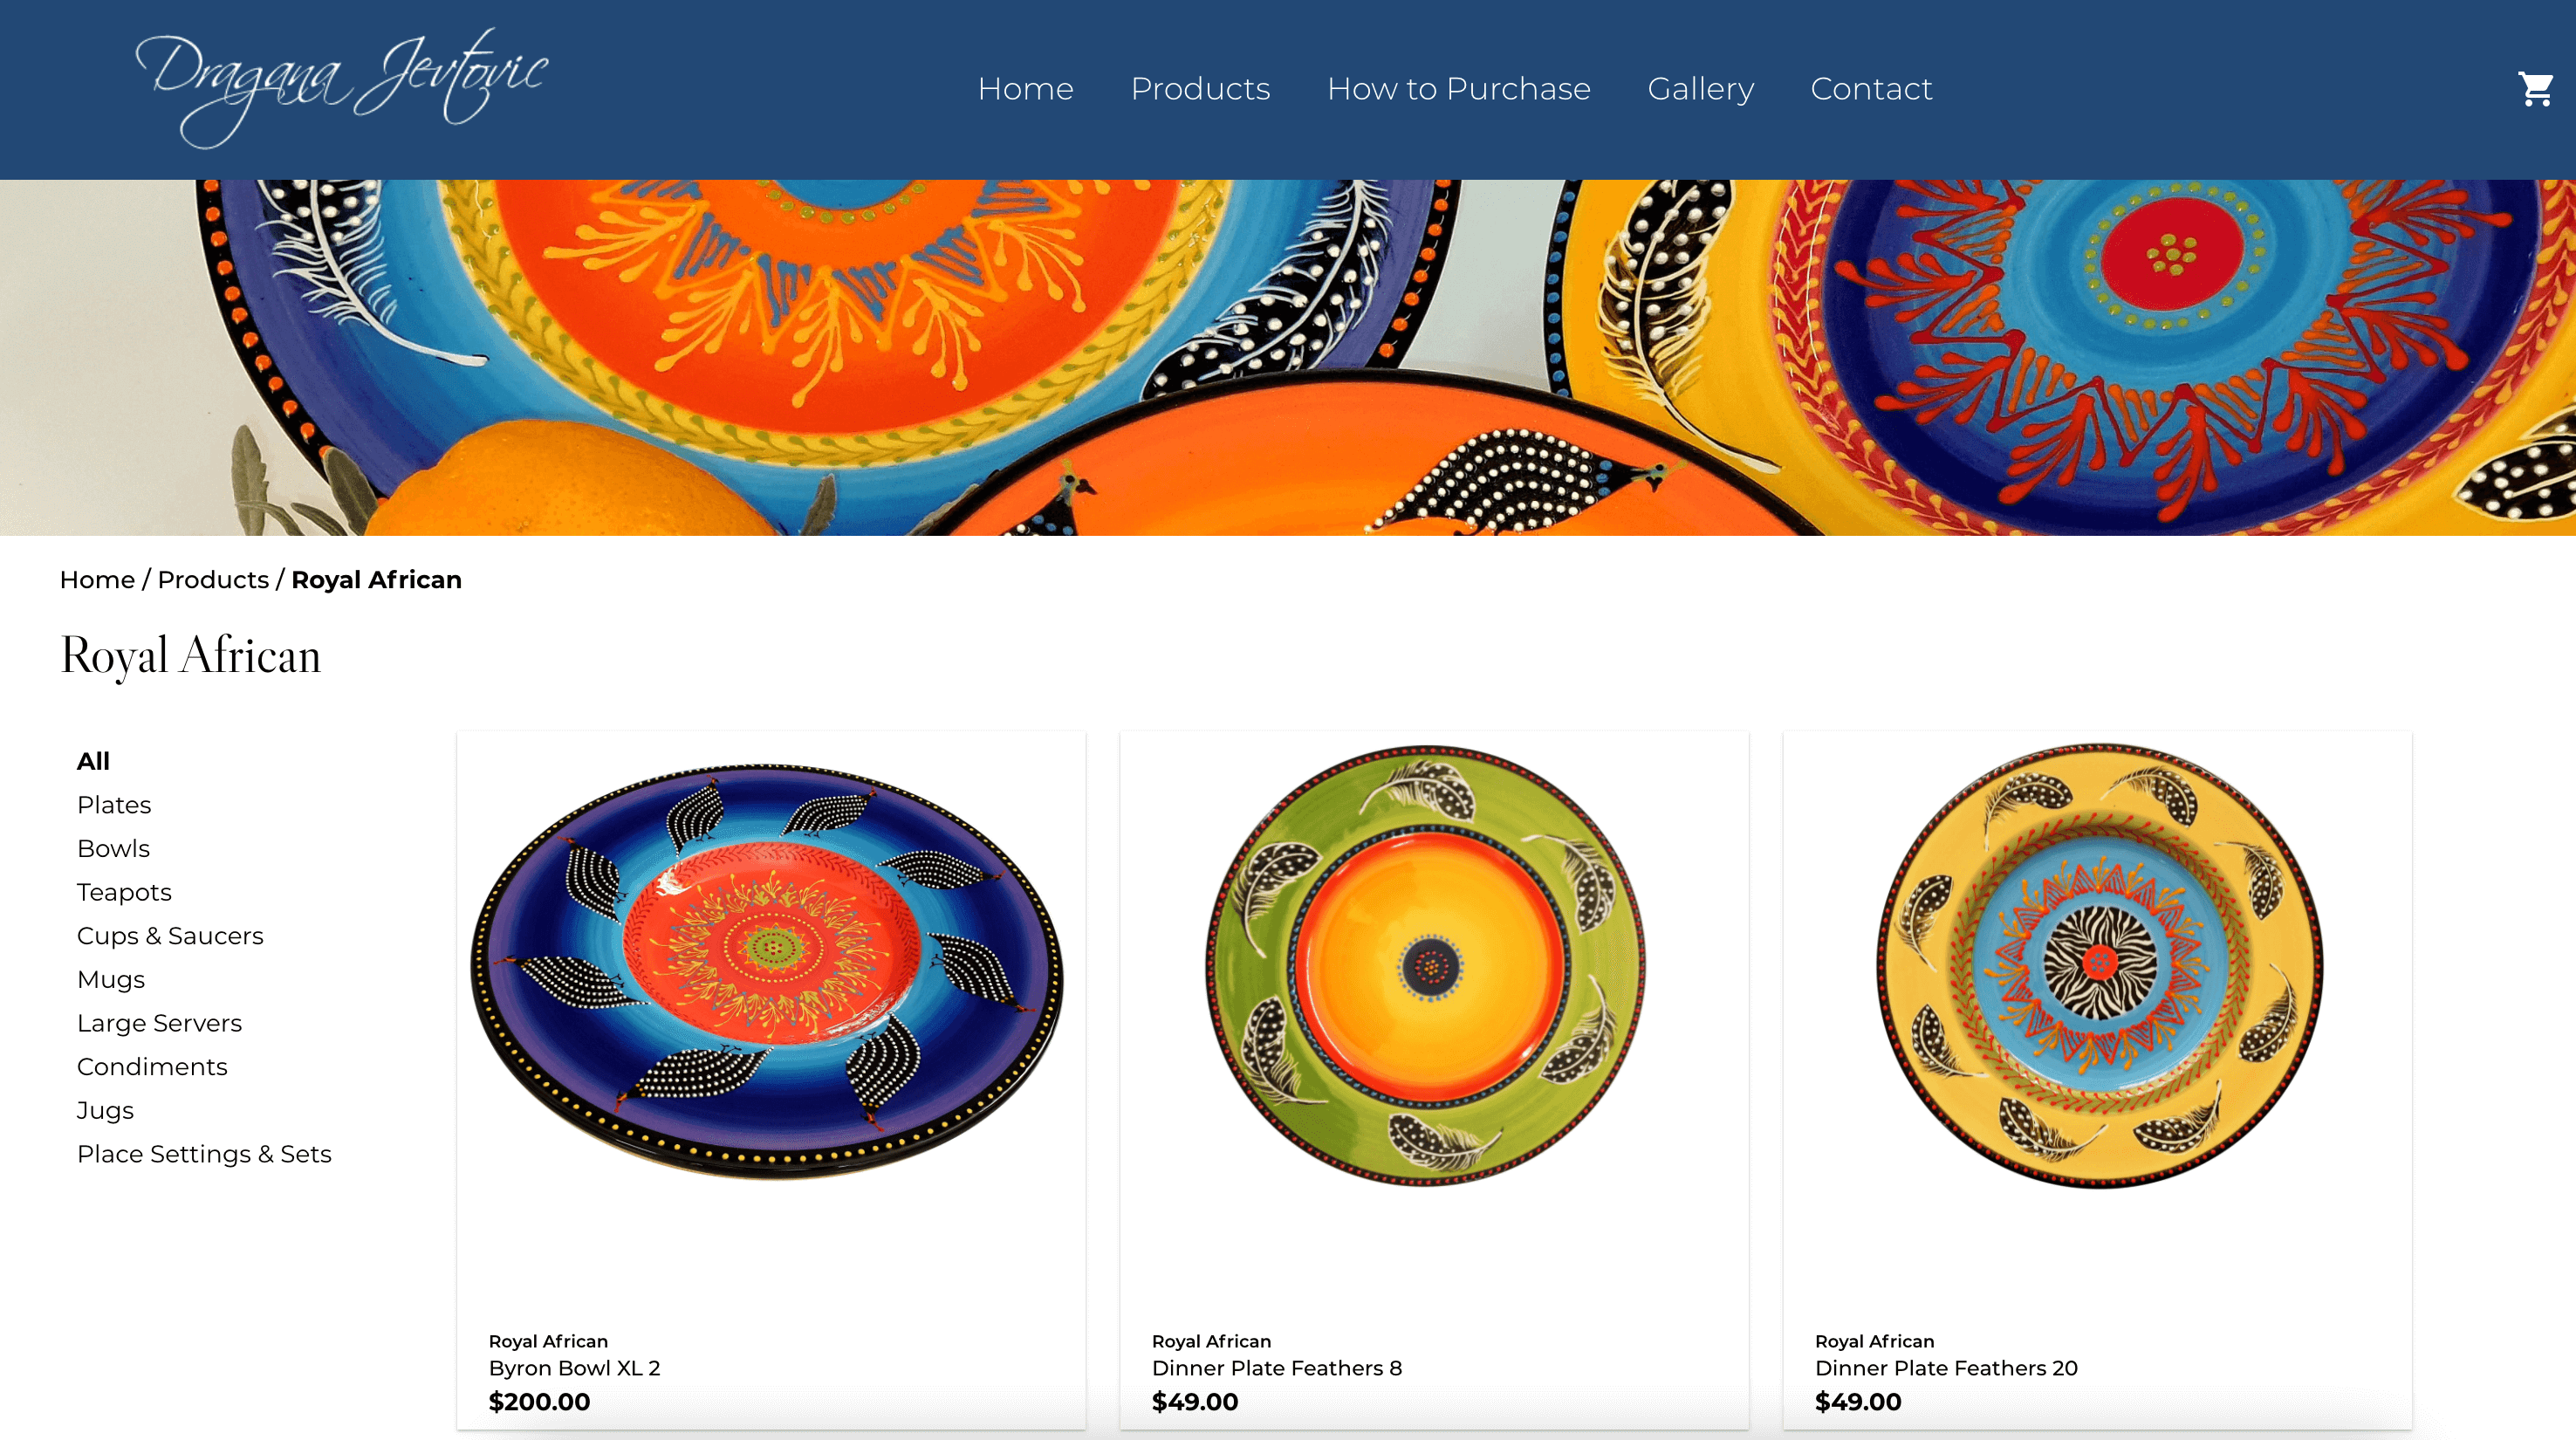 Dragana Jevtovic
Home Products How to Purchase Gallery Contact
Home / Products / Royal African
Royal African
All
Plates
Bowls
Teapots
Cups & Saucers
Mugs
Large Servers
Condiments
Jugs
Place Settings & Sets
Royal African
Byron Bowl XL 2
$200.00
Royal African
Dinner Plate Feathers 8
$49.00
Royal African
Dinner Plate Feathers 20
$49.00